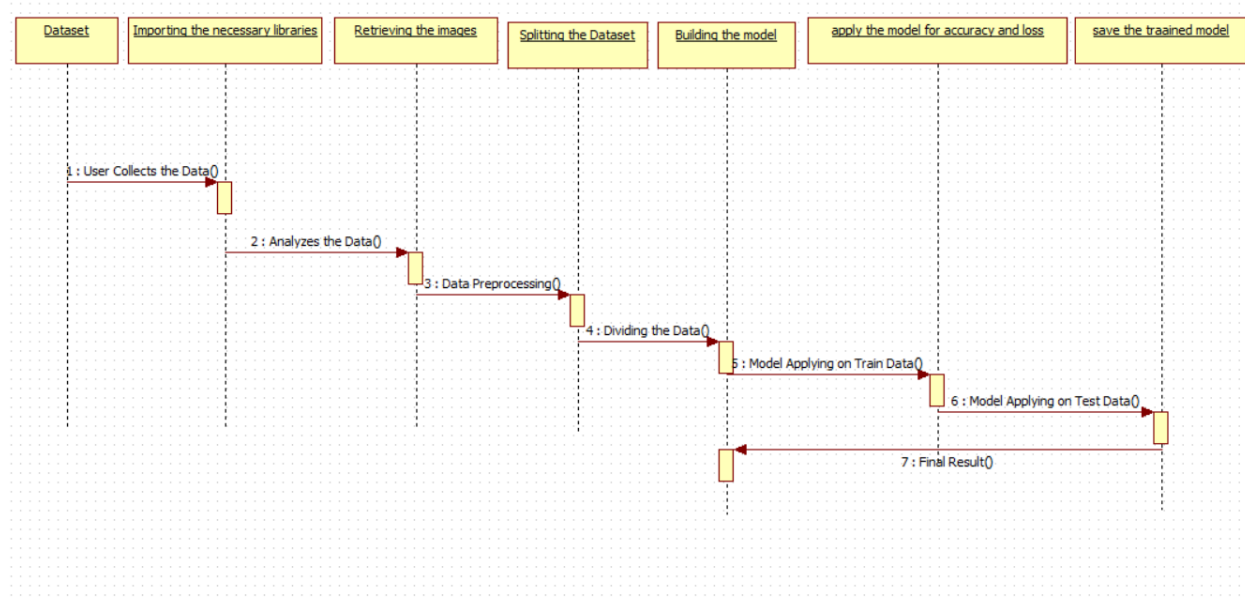 Dataset
Importing the necessary libraries
Retrieving the images
Splitting the Dataset
Building the model
apply the model for accuracy and loss
save the traained model
1 : User Collects the Data()
2 : Analyzes the Data()
3 : Data Preprocessing()
4 : Dividing the Data()
5 : Model Applying on Train Data()
6 : Model Applying on Test Data()
7 : Final Result()